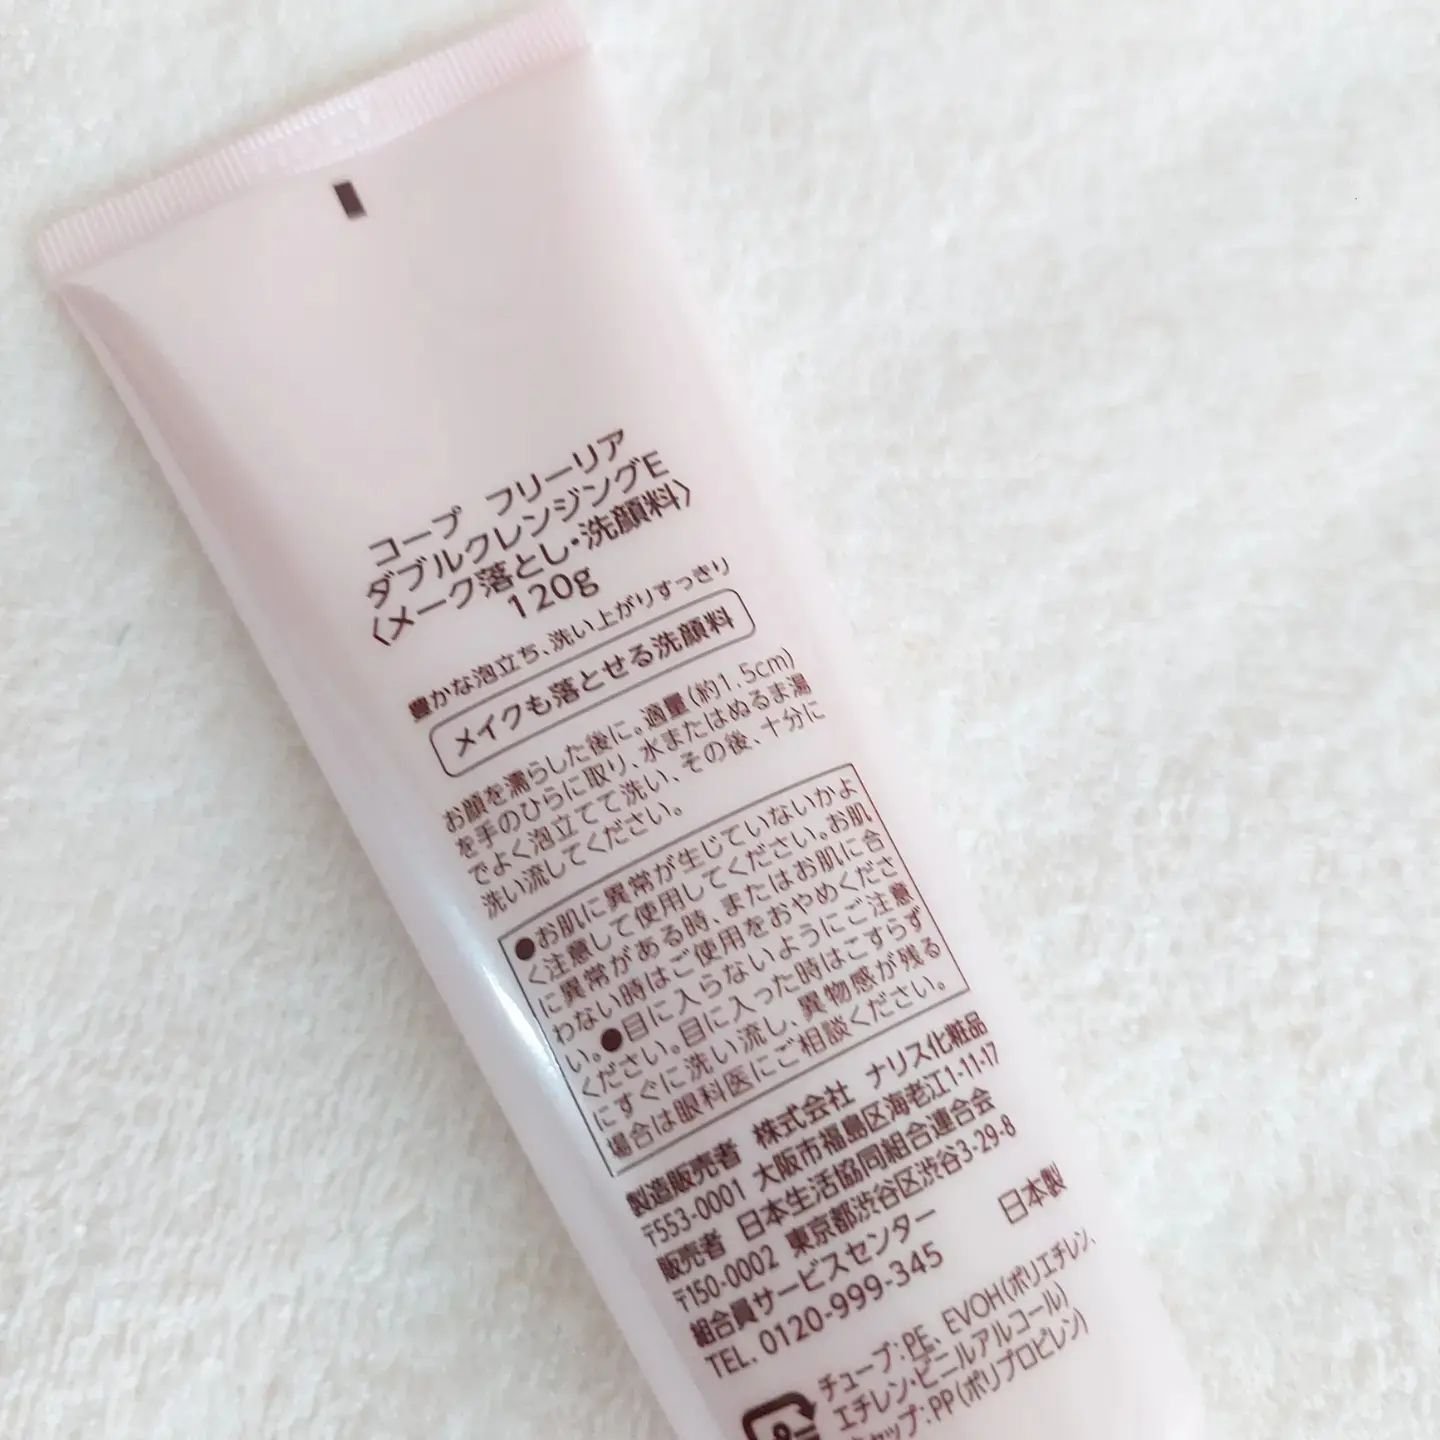 コープ フリーリア
ダブルクレンジングE
〈メーク落とし・洗顔料〉
120g
豊かな泡立ち、洗い上がりすっきり
メイクも落とせる洗顔料
お顔を濡らした後に。適量(約1.5cm)
を手のひらに取り、水またはぬるま湯
でよく泡立てて洗い、その後、十分に
洗い流してください。
●お肌に異常が生じていないかよ
く注意して使用してください。お肌
に異常がある時、またはお肌に合
わない時はご使用をおやめくださ
い。●目に入らないようにご注意
ください。目に入った時はこすらず
にすぐに洗い流し、異物感が残る
場合は眼科医にご相談ください。
製造販売者 株式会社 ナリス化粧品
〒553-0001 大阪市福島区海老江1-11-17
販売者 日本生活協同組合連合会
〒150-0002 東京都渋谷区渋谷3-29-8
組合員サービスセンター
TEL. 0120-999-345
日本製
チューブ:PE、EVOH(ポリエチレン、
エチレン・ビニールアルコール)
キャップ:PP(ポリプロピレン)